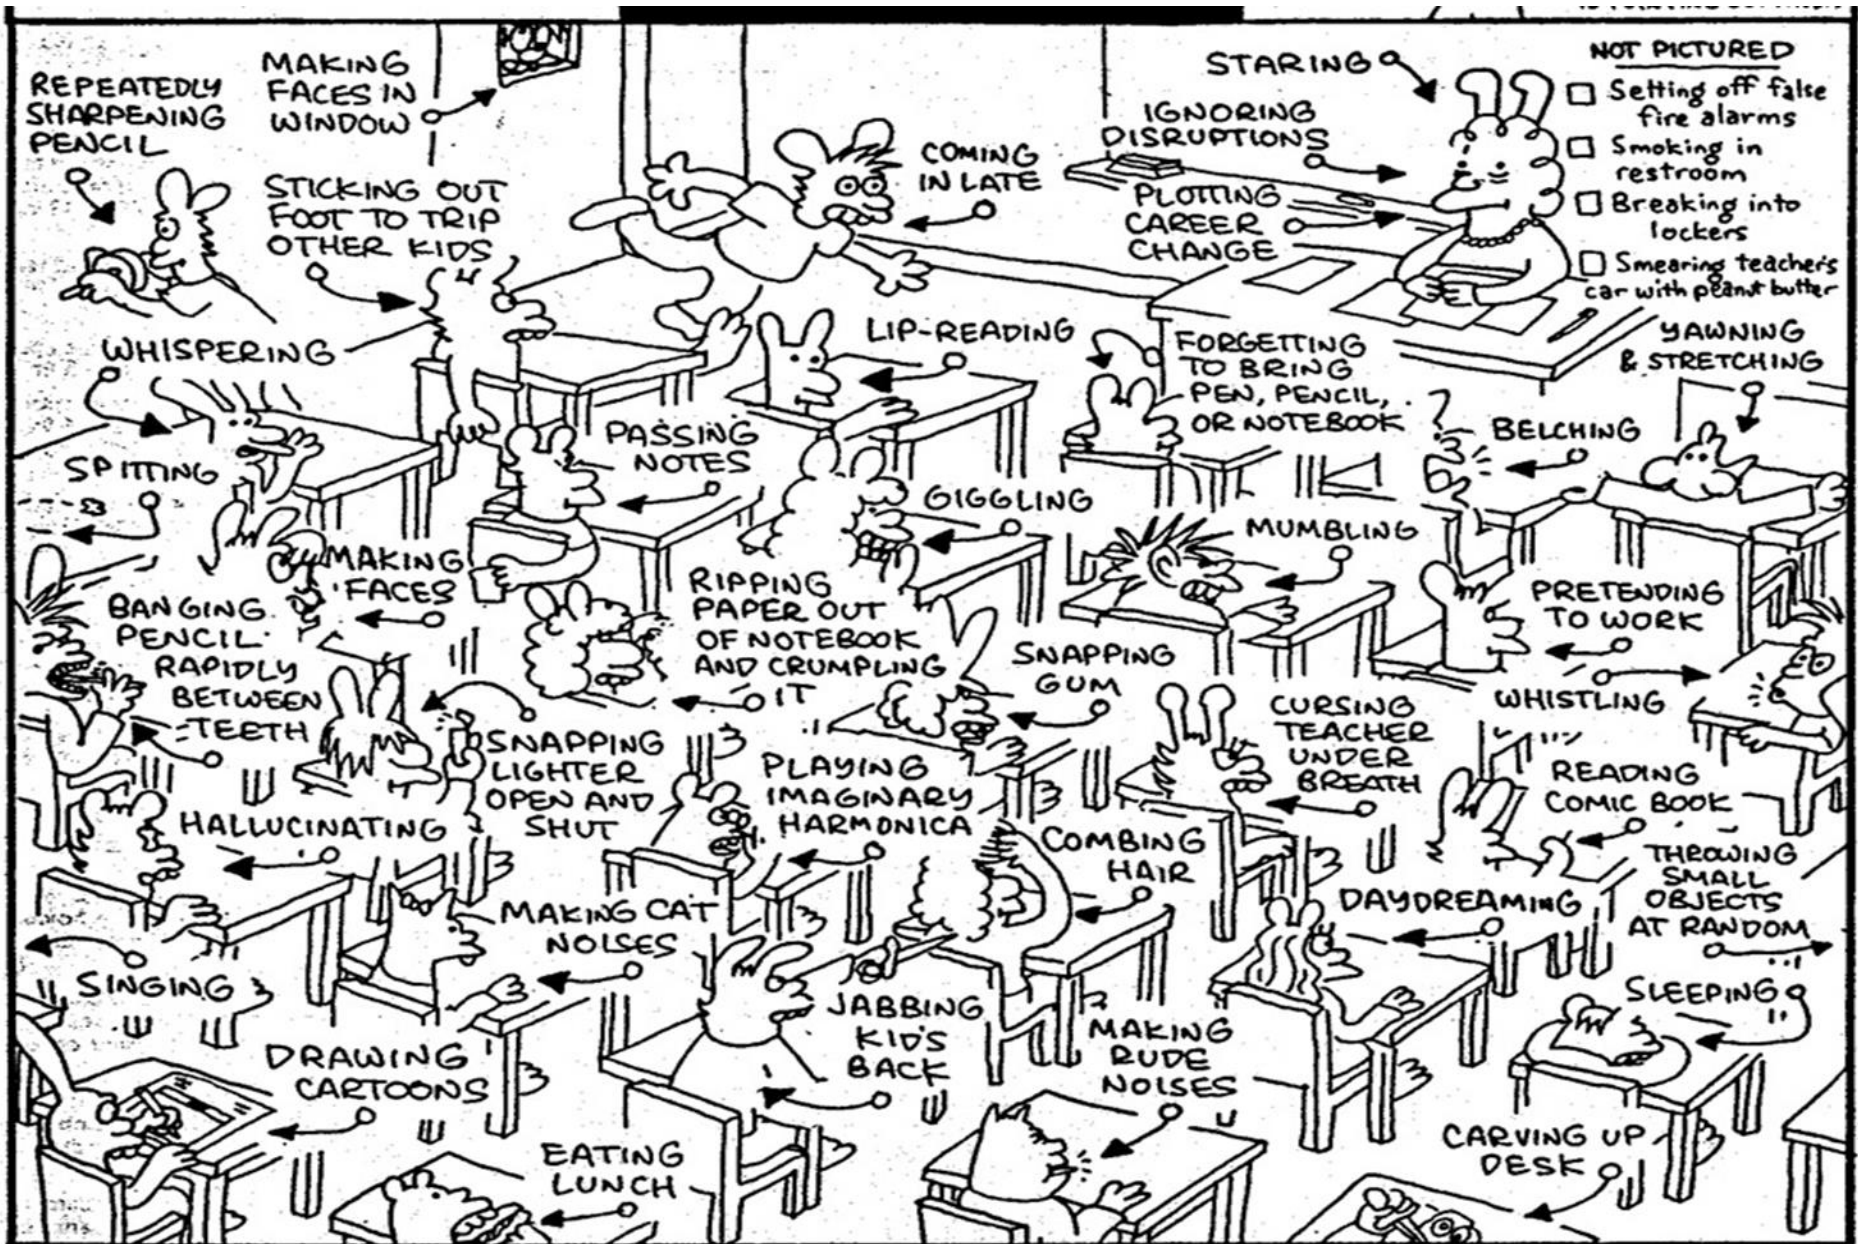 REPEATEDLY
SHARPENING
PENCIL
MAKING
FACES IN
WINDOW
STICKING OUT
FOOT TO TRIP
OTHER KIDS
COMING
IN LATE
STARING
IGNORING
DISRUPTIONS
PLOTTING
CAREER
CHANGE
NOT PICTURED
Setting off false
fire alarms
Smoking in
restroom
Breaking into
lockers
Smearing teacher's
car with peanut butter
WHISPERING
LIP-READING
FORGETTING
TO BRING
PEN, PENCIL,
OR NOTEBOOK
?
YAWNING
& STRETCHING
SPITTING
PASSING
NOTES
GIGGLING
BELCHING
MUMBLING
MAKING
FACES
BANGING
PENCIL
RAPIDLY
BETWEEN
TEETH
RIPPING
PAPER OUT
OF NOTEBOOK
AND CRUMPLING
IT
SNAPPING
GUM
PRETENDING
TO WORK
WHISTLING
SNAPPING
LIGHTER
OPEN AND
SHUT
PLAYING
IMAGINARY
HARMONICA
CURSING
TEACHER
UNDER
BREATH
READING
COMIC BOOK
HALLUCINATING
COMBING
HAIR
THROWING
SMALL
OBJECTS
AT RANDOM
MAKING CAT
NOISES
DAYDREAMING
SINGING
JABBING
KID'S
BACK
SLEEPING
DRAWING
CARTOONS
MAKING
RUDE
NOISES
EATING
LUNCH
CARVING UP
DESK